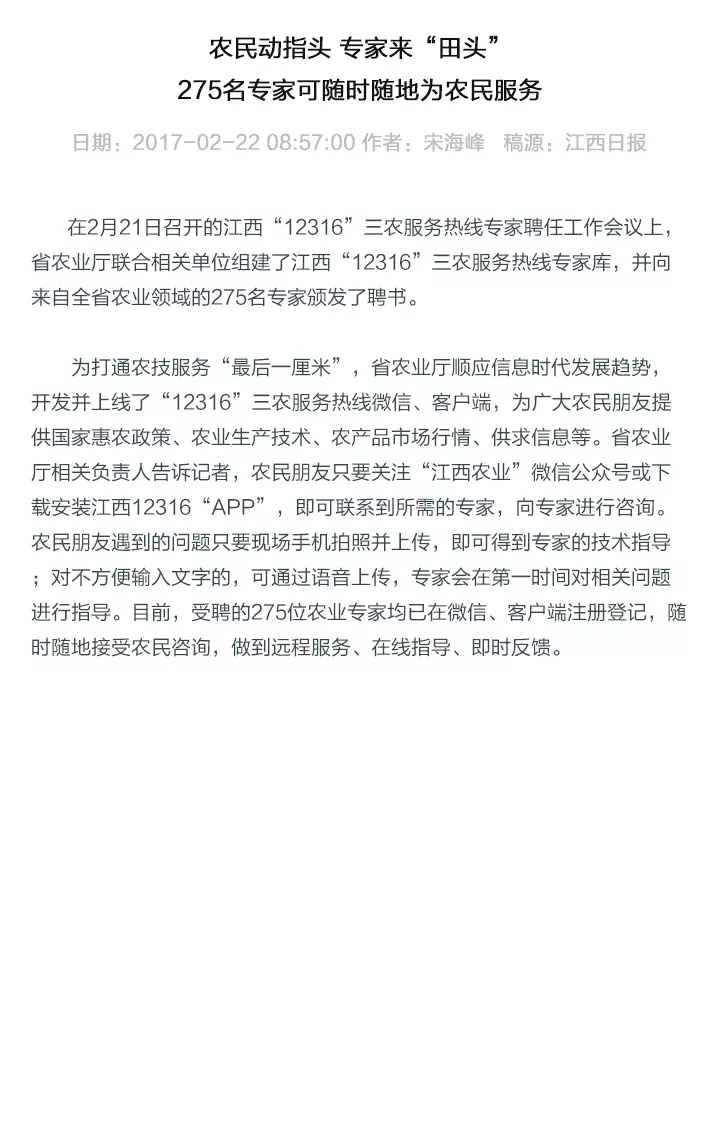 农民动指头 专家来“田头”
275名专家可随时随地为农民服务
日期：2017-02-22 08:57:00 作者：宋海峰 稿源：江西日报
在2月21日召开的江西“12316”三农服务热线专家聘任工作会议上，
省农业厅联合相关单位组建了江西“12316”三农服务热线专家库，并向
来自全省农业领域的275名专家颁发了聘书。
为打通农技服务“最后一厘米”，省农业厅顺应信息时代发展趋势，
开发并上线了“12316”三农服务热线微信、客户端，为广大农民朋友提
供国家惠农政策、农业生产技术、农产品市场行情、供求信息等。省农业
厅相关负责人告诉记者，农民朋友只要关注“江西农业”微信公众号或下
载安装江西12316“APP”，即可联系到所需的专家，向专家进行咨询。
农民朋友遇到的问题只要现场手机拍照并上传，即可得到专家的技术指导
；对不方便输入文字的，可通过语音上传，专家会在第一时间对相关问题
进行指导。目前，受聘的275位农业专家均已在微信、客户端注册登记，随
时随地接受农民咨询，做到远程服务、在线指导、即时反馈。